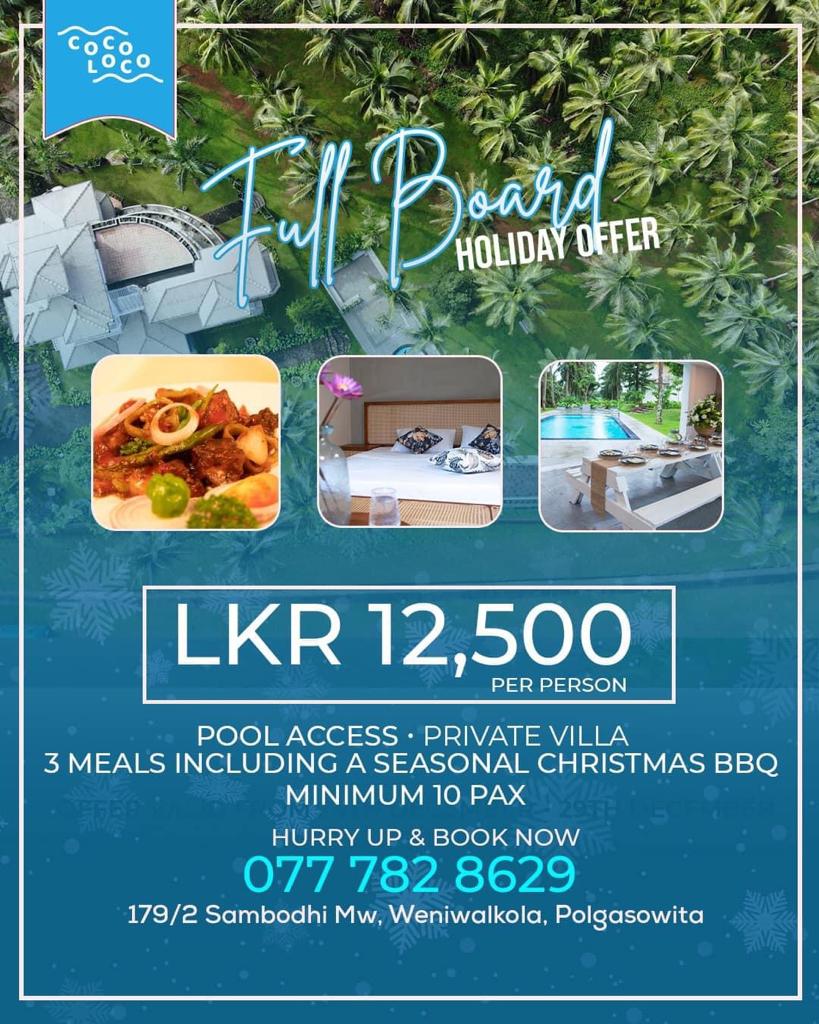 COCO
LOCO
Full Board
HOLIDAY OFFER
LKR 12,500
PER PERSON
POOL ACCESS • PRIVATE VILLA
3 MEALS INCLUDING A SEASONAL CHRISTMAS BBQ
MINIMUM 10 PAX
HURRY UP & BOOK NOW
077 782 8629
179/2 Sambodhi Mw, Weniwalkola, Polgasowita